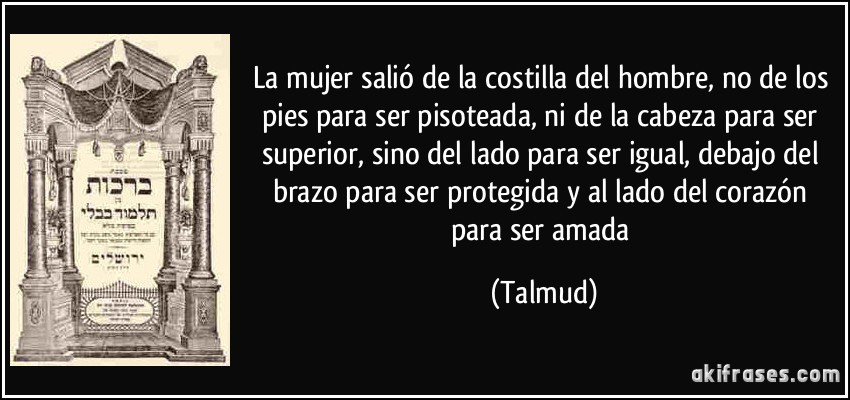 מסכת
ברכות
מן
תלמוד בבלי
ירושלים
La mujer salió de la costilla del hombre, no de los
pies para ser pisoteada, ni de la cabeza para ser
superior, sino del lado para ser igual, debajo del
brazo para ser protegida y al lado del corazón
para ser amada
(Talmud)
akifrases.com